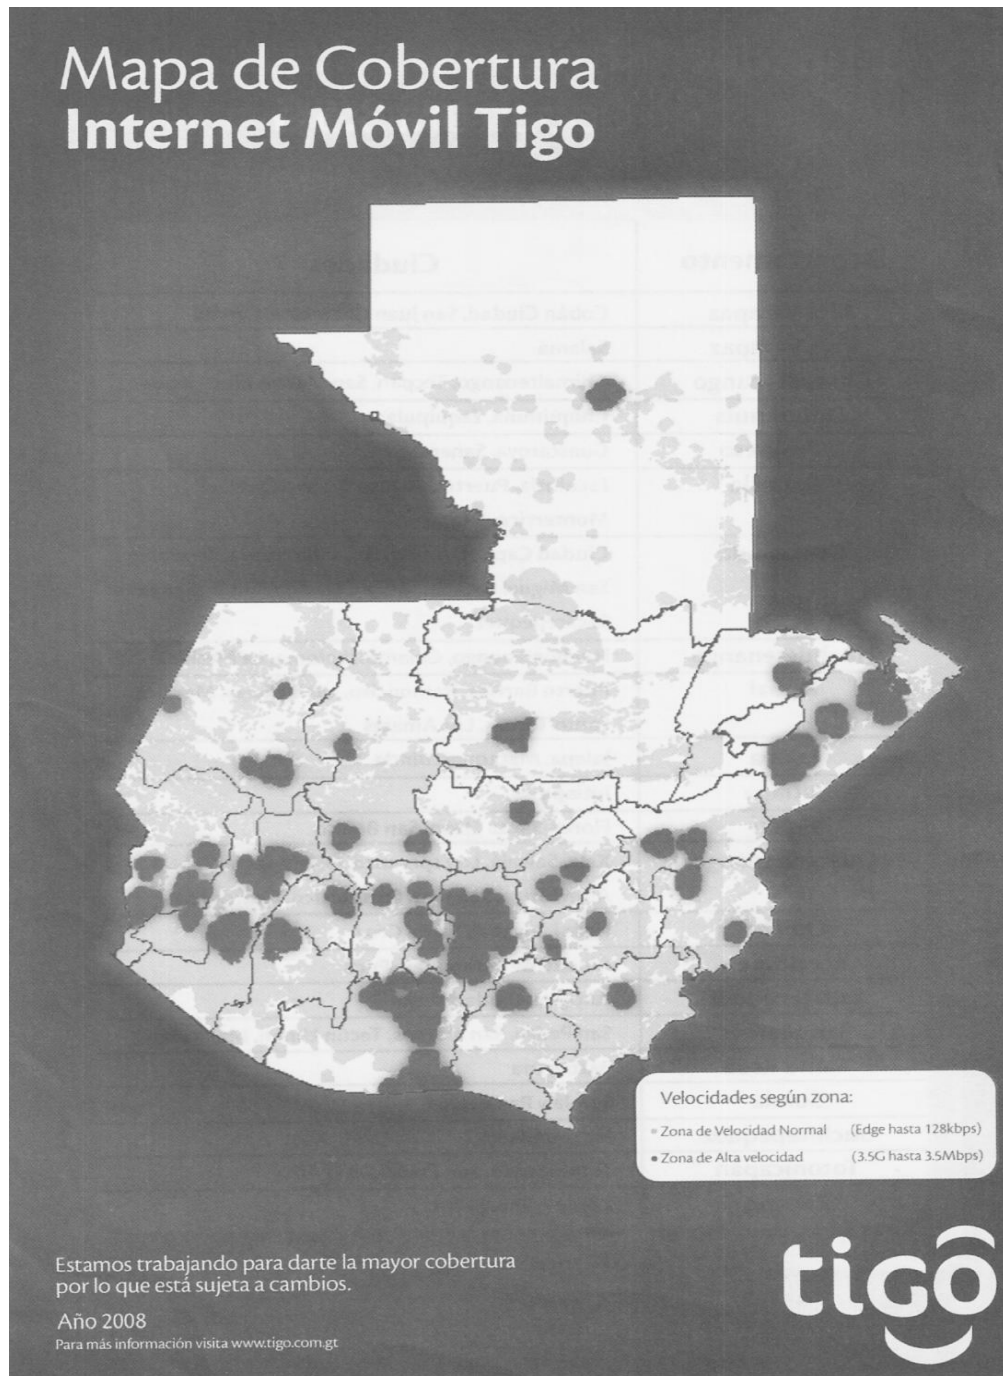 Mapa de Cobertura
Internet Móvil Tigo
Velocidades según zona:
Zona de Velocidad Normal (Edge hasta 128kbps)
Zona de Alta velocidad (3.5G hasta 3.5Mbps)
Estamos trabajando para darte la mayor cobertura
por lo que está sujeta a cambios.
Año 2008
Para más información visita www.tigo.com.gt
tigo